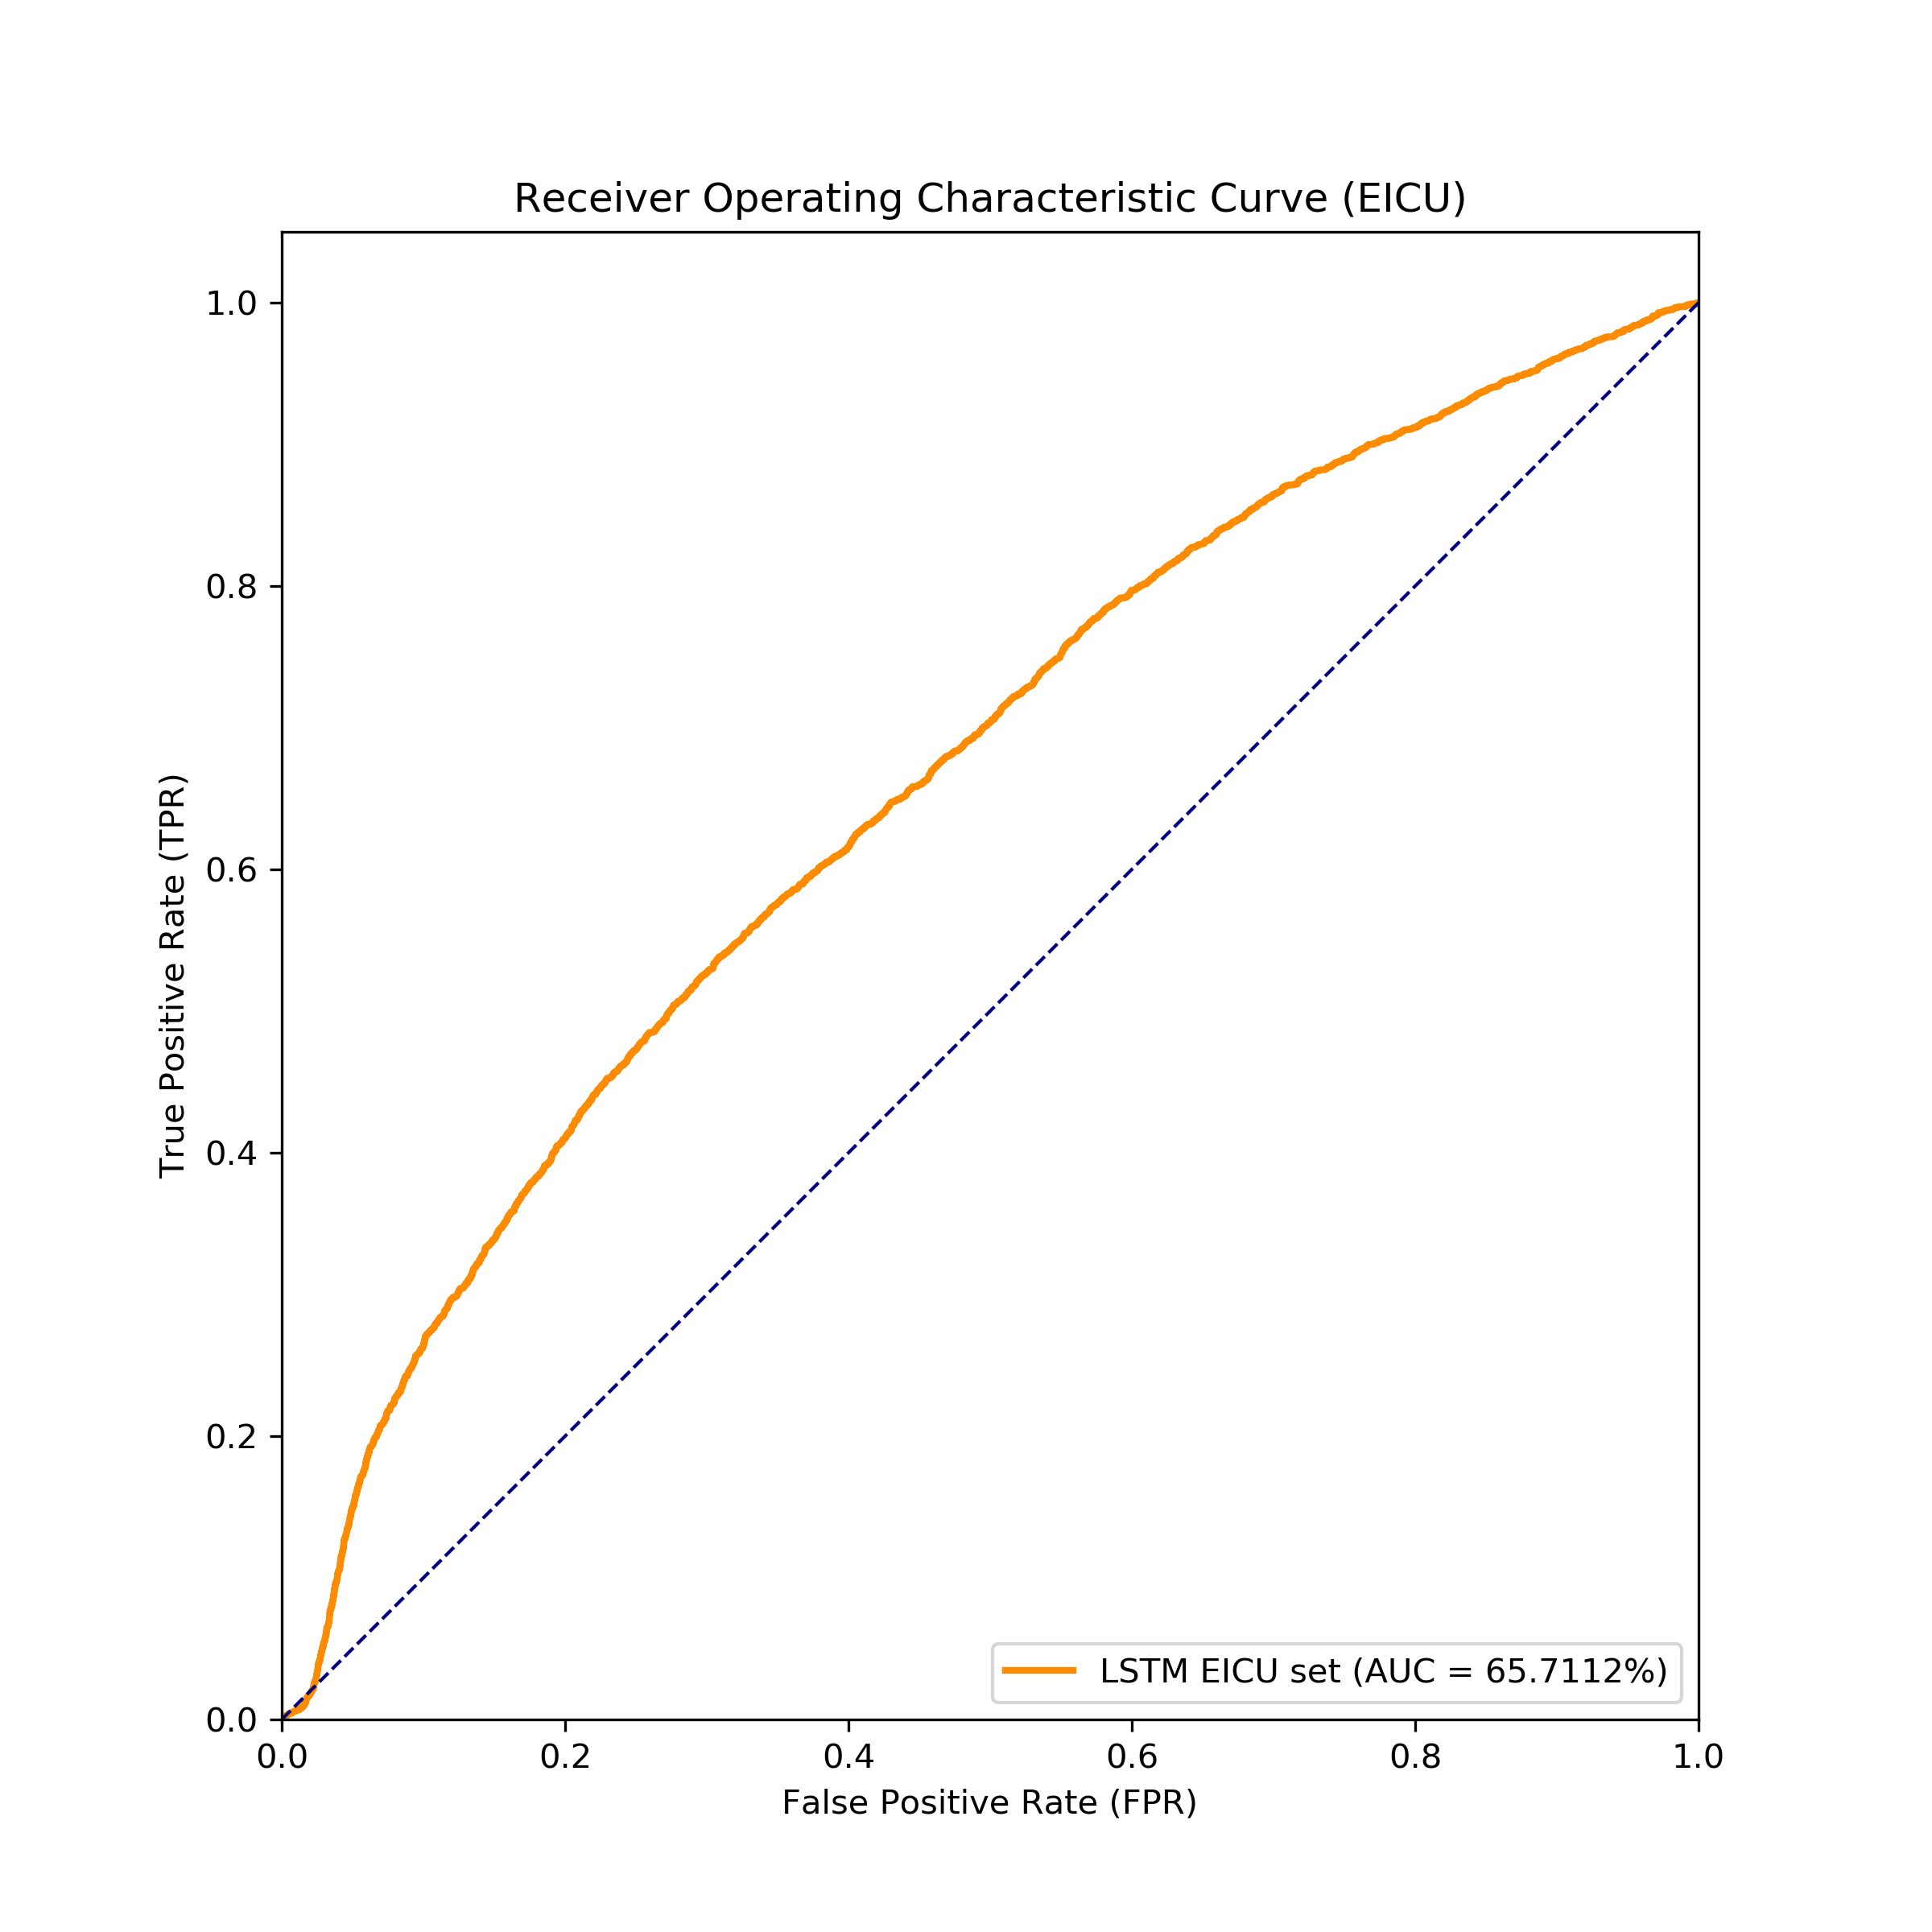 Receiver Operating Characteristic Curve (EICU)
1.0
0.8
0.6
0.4
0.2
0.0
True Positive Rate (TPR)
LSTM EICU set (AUC = 65.7112%)
0.0 0.2 0.4 0.6 0.8 1.0
False Positive Rate (FPR)